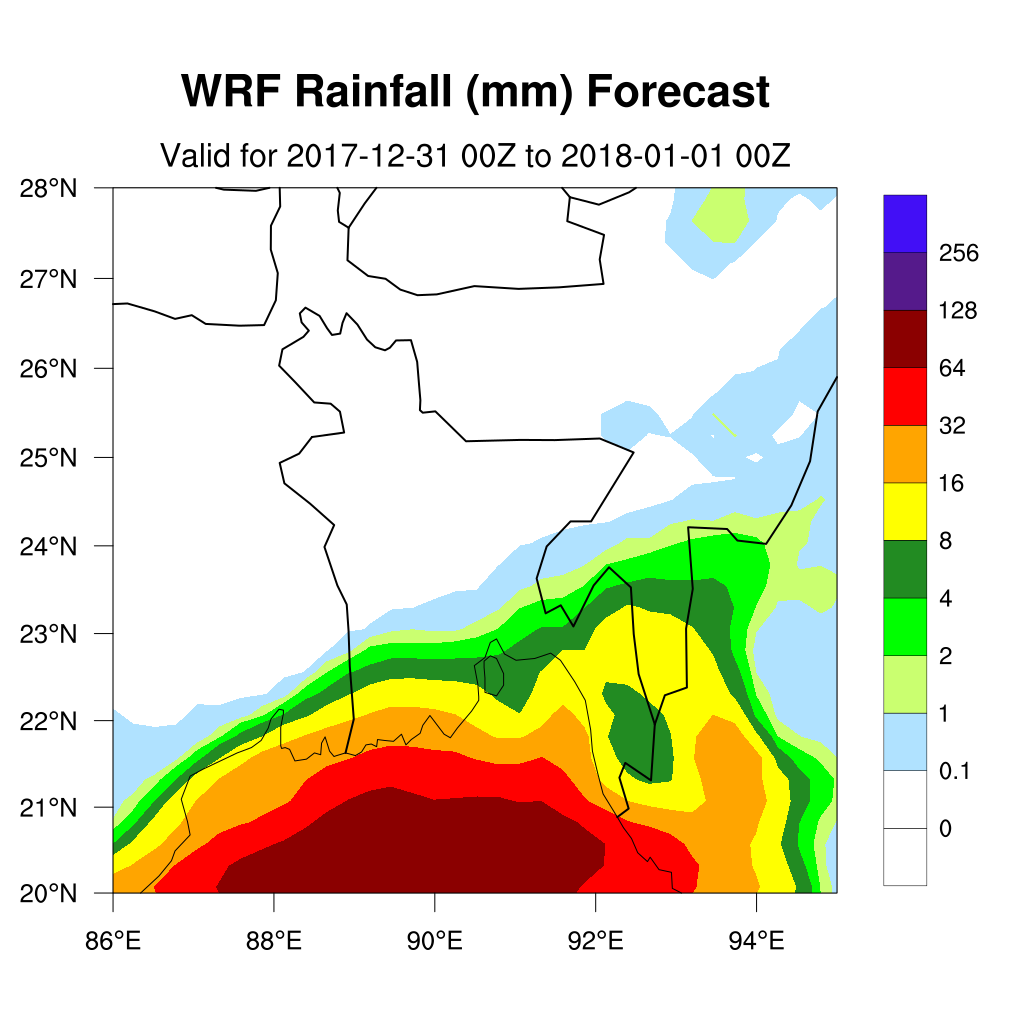 WRF Rainfall (mm) Forecast
Valid for 2017-12-31 00Z to 2018-01-01 00Z
28°N
27°N
26°N
25°N
24°N
23°N
22°N
21°N
20°N
86°E
88°E
90°E
92°E
94°E
256
128
64
32
16
8
4
2
1
0.1
0